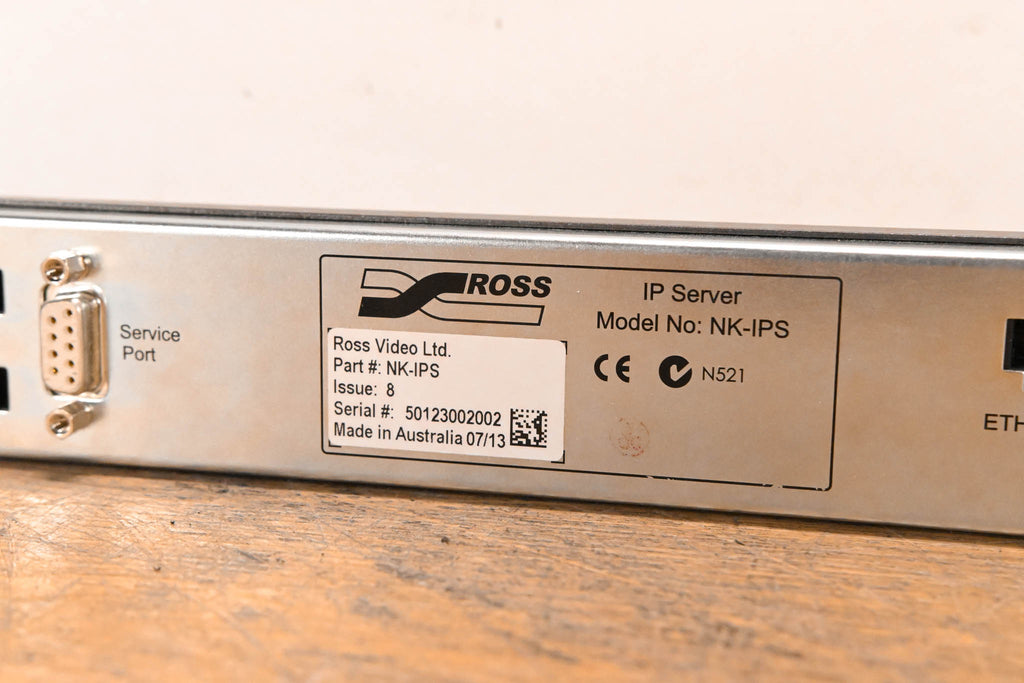 Service
Port
ROSS
Ross Video Ltd.
Part #: NK-IPS
Issue: 8
Serial #: 50123002002
Made in Australia 07/13
IP Server
Model No: NK-IPS
CE N521
ETH